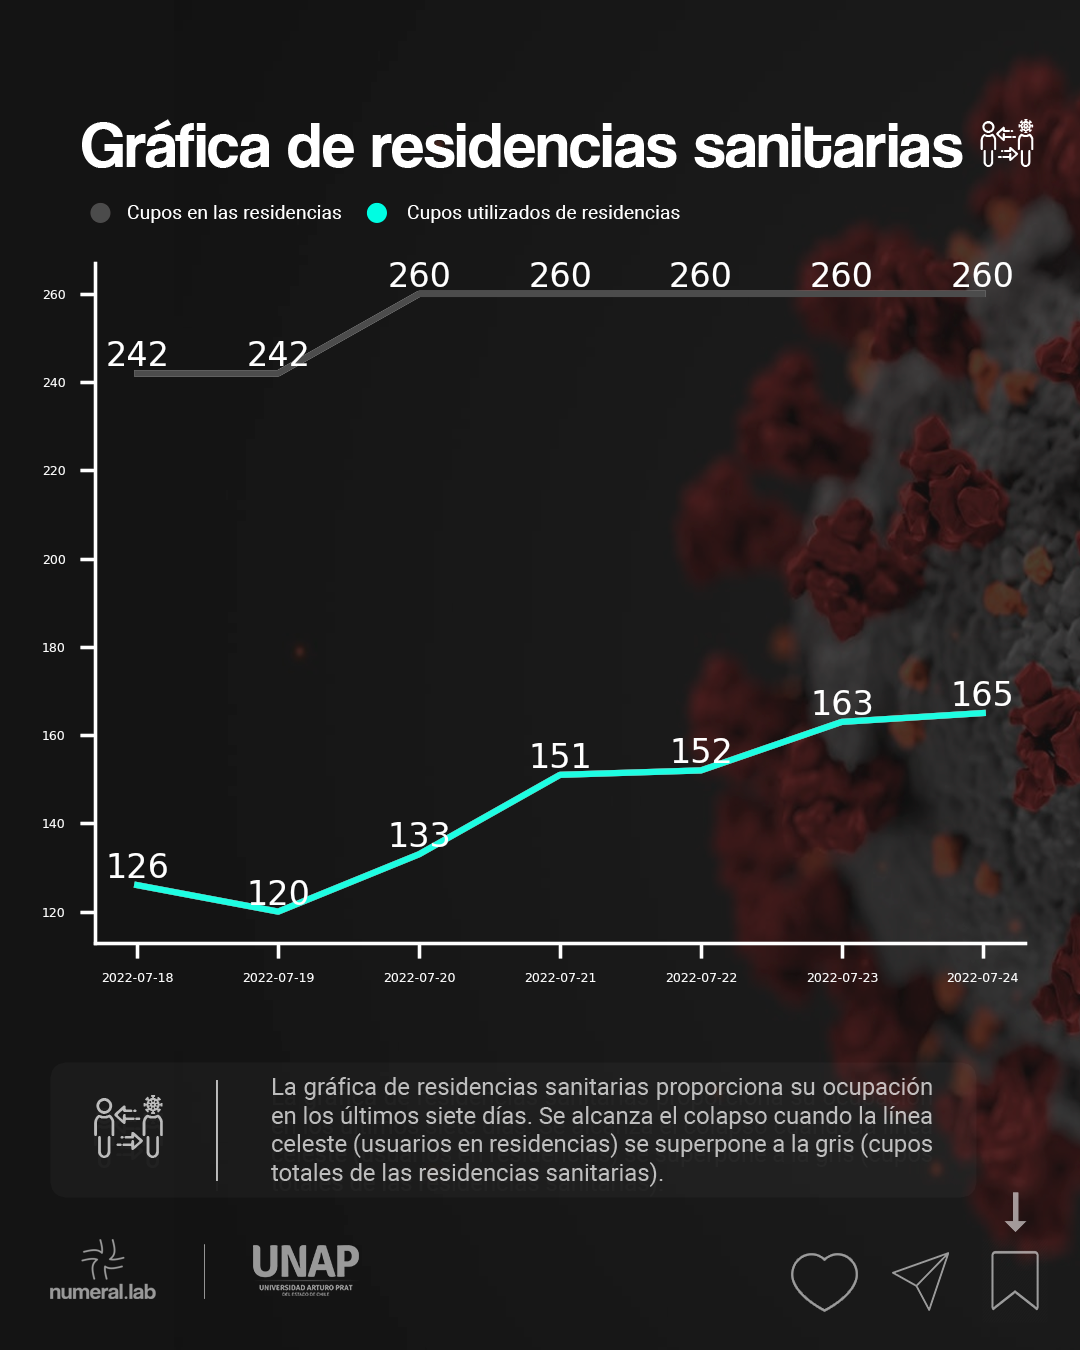 Gráfica de residencias sanitarias
Cupos en las residencias
Cupos utilizados de residencias
260
240
220
200
180
160
140
120
242
242
260
260
260
260
260
126
120
133
151
152
163
165
2022-07-18
2022-07-19
2022-07-20
2022-07-21
2022-07-22
2022-07-23
2022-07-24
La gráfica de residencias sanitarias proporciona su ocupación
en los últimos siete días. Se alcanza el colapso cuando la línea
celeste (usuarios en residencias) se superpone a la gris (cupos
totales de las residencias sanitarias).
numeral.lab
UNAP
UNIVERSIDAD ARTURO PRAT
DEL ESTADO DE CHILE